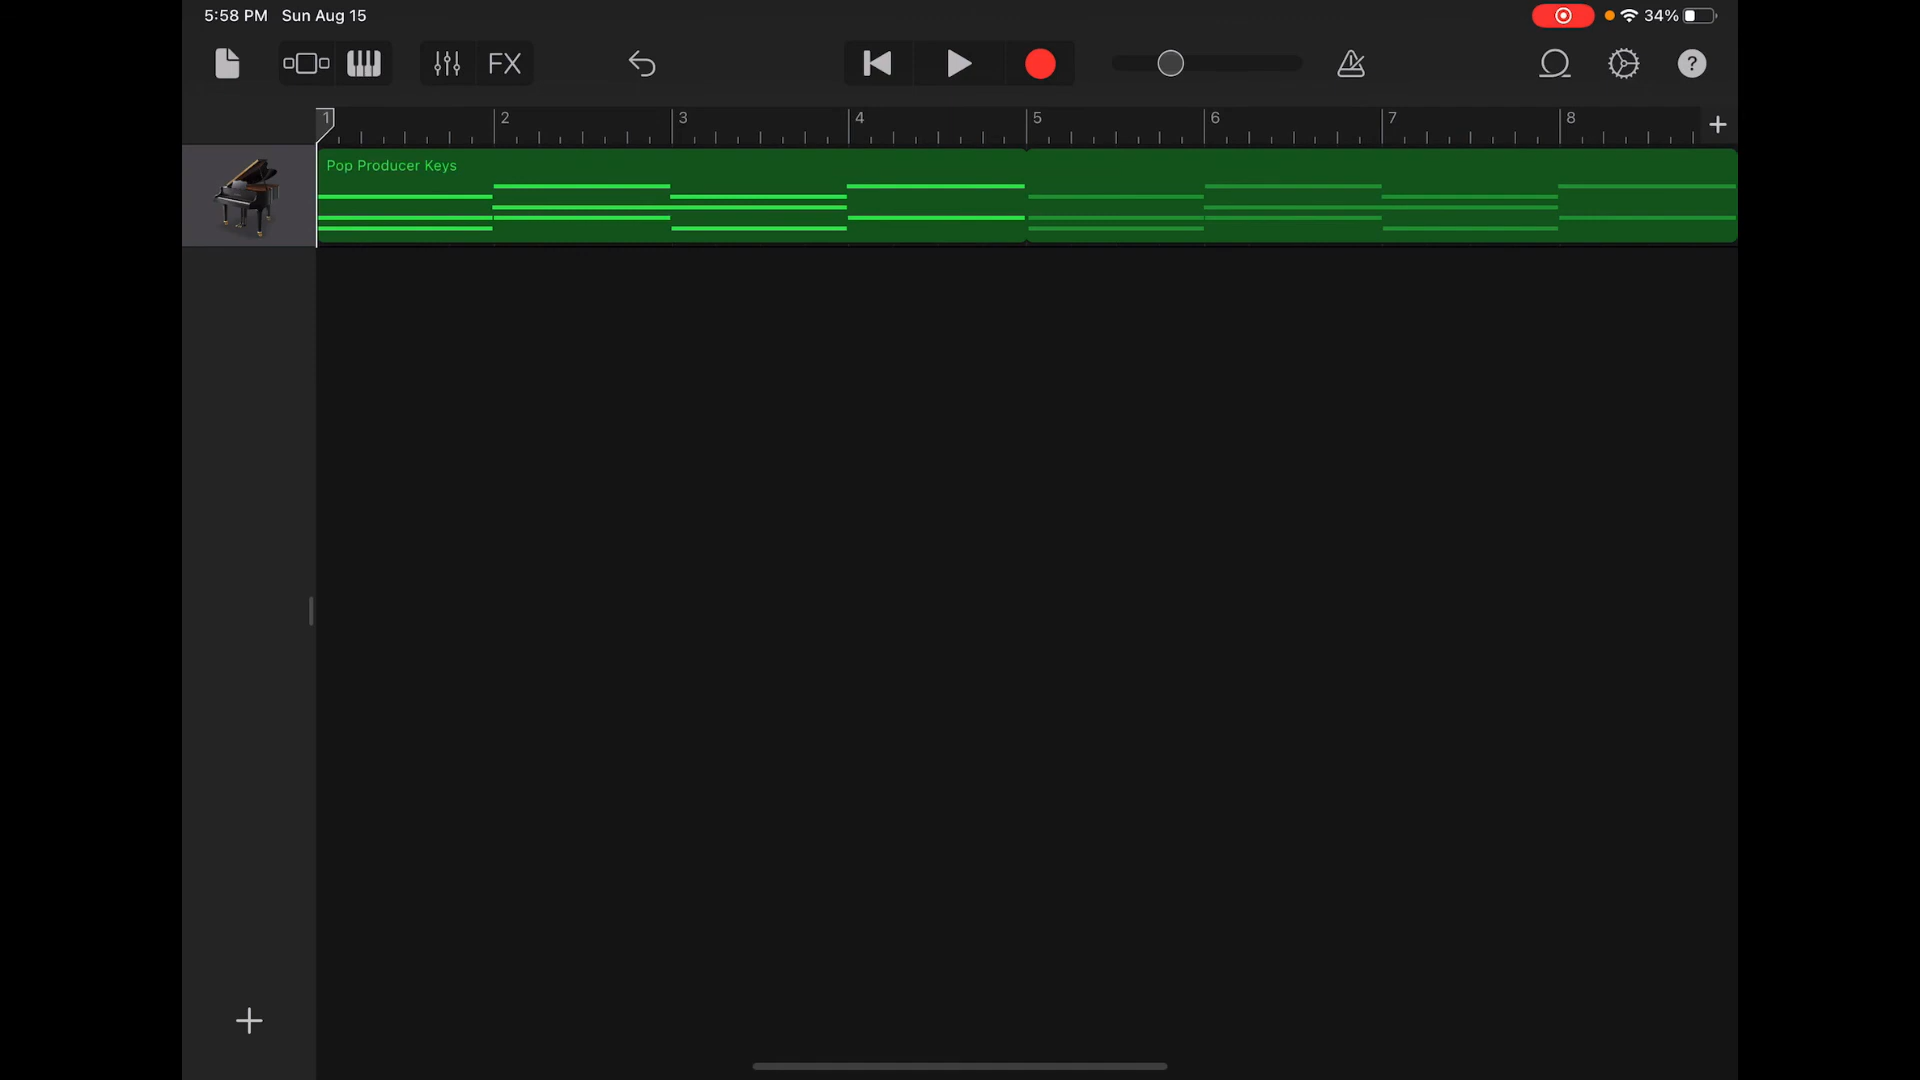 5:58 PM Sun Aug 15 34%
FX ?
1 2 3 4 5 6 7 8 +
Pop Producer Keys
+